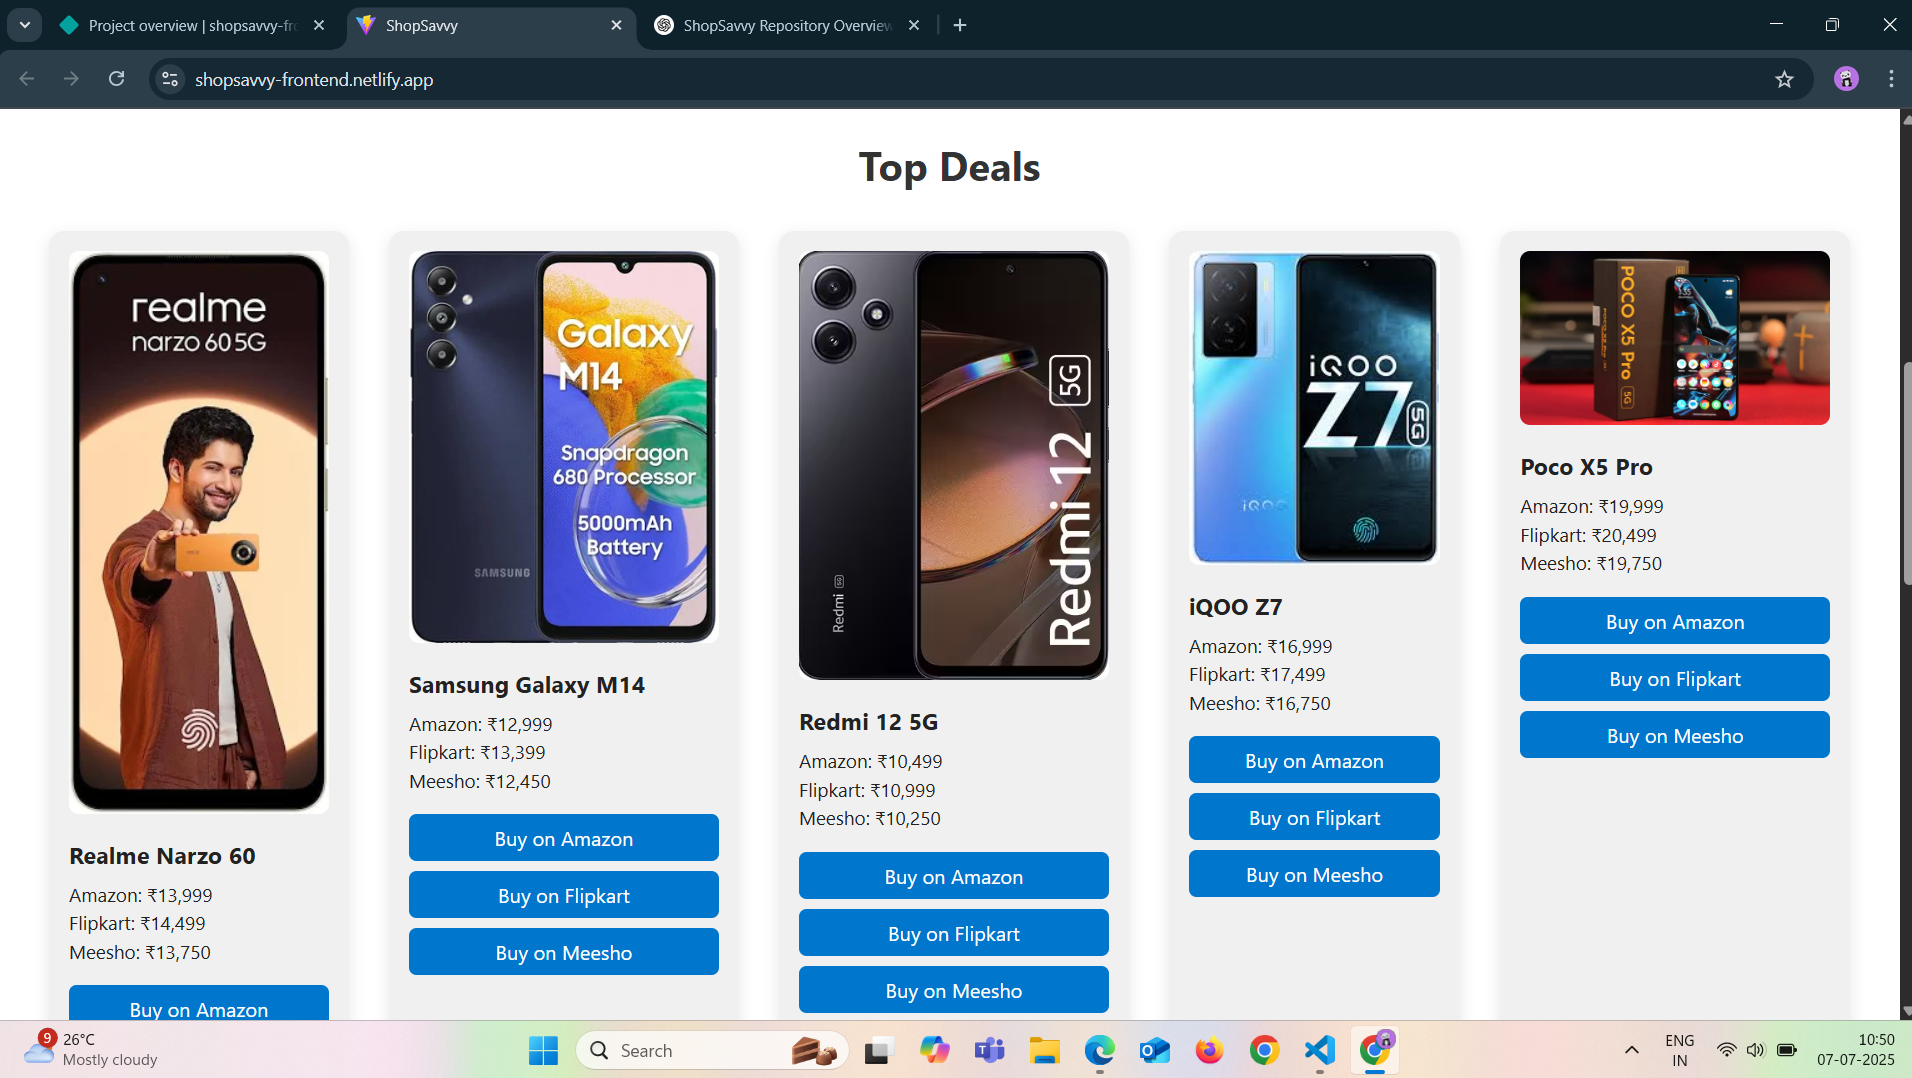 Project overview | shopsavvy-fro
ShopSavvy
ShopSavvy Repository Overview
shopsavvy-frontend.netlify.app
Top Deals
realme
narzo 60 5G
Realme Narzo 60
Amazon: ₹13,999
Flipkart: ₹14,499
Meesho: ₹13,750
Buy on Amazon
Galaxy
M14
Snapdragon
680 Processor
5000mAh
Battery
SAMSUNG
Samsung Galaxy M14
Amazon: ₹12,999
Flipkart: ₹13,399
Meesho: ₹12,450
Buy on Amazon
Buy on Flipkart
Buy on Meesho
Redmi 5G
Redmi 12 5G
Redmi 12 5G
Amazon: ₹10,499
Flipkart: ₹10,999
Meesho: ₹10,250
Buy on Amazon
Buy on Flipkart
Buy on Meesho
iQOO
Z7 5G
iQOO
iQOO Z7
Amazon: ₹16,999
Flipkart: ₹17,499
Meesho: ₹16,750
Buy on Amazon
Buy on Flipkart
Buy on Meesho
POCO X5 Pro 5G
Poco X5 Pro
Amazon: ₹19,999
Flipkart: ₹20,499
Meesho: ₹19,750
Buy on Amazon
Buy on Flipkart
Buy on Meesho
9
26°C
Mostly cloudy
Search
ENG
IN
10:50
07-07-2025